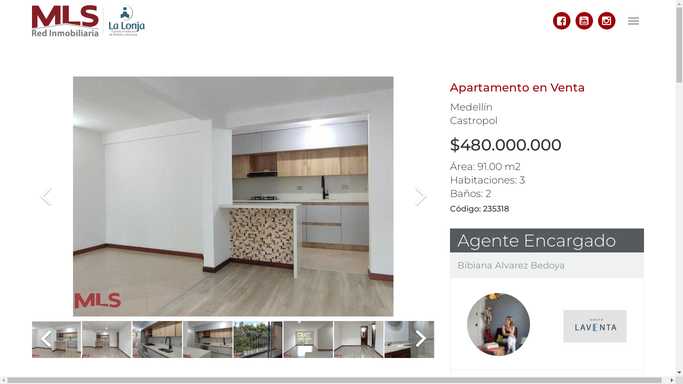 MLS
Red Inmobiliaria
La Lonja
Apartamento en Venta
Medellín
Castropol
$480.000.000
Área: 91.00 m2
Habitaciones: 3
Baños: 2
Código: 235318
Agente Encargado
Bibiana Alvarez Bedoya
MLS
LAVENTA